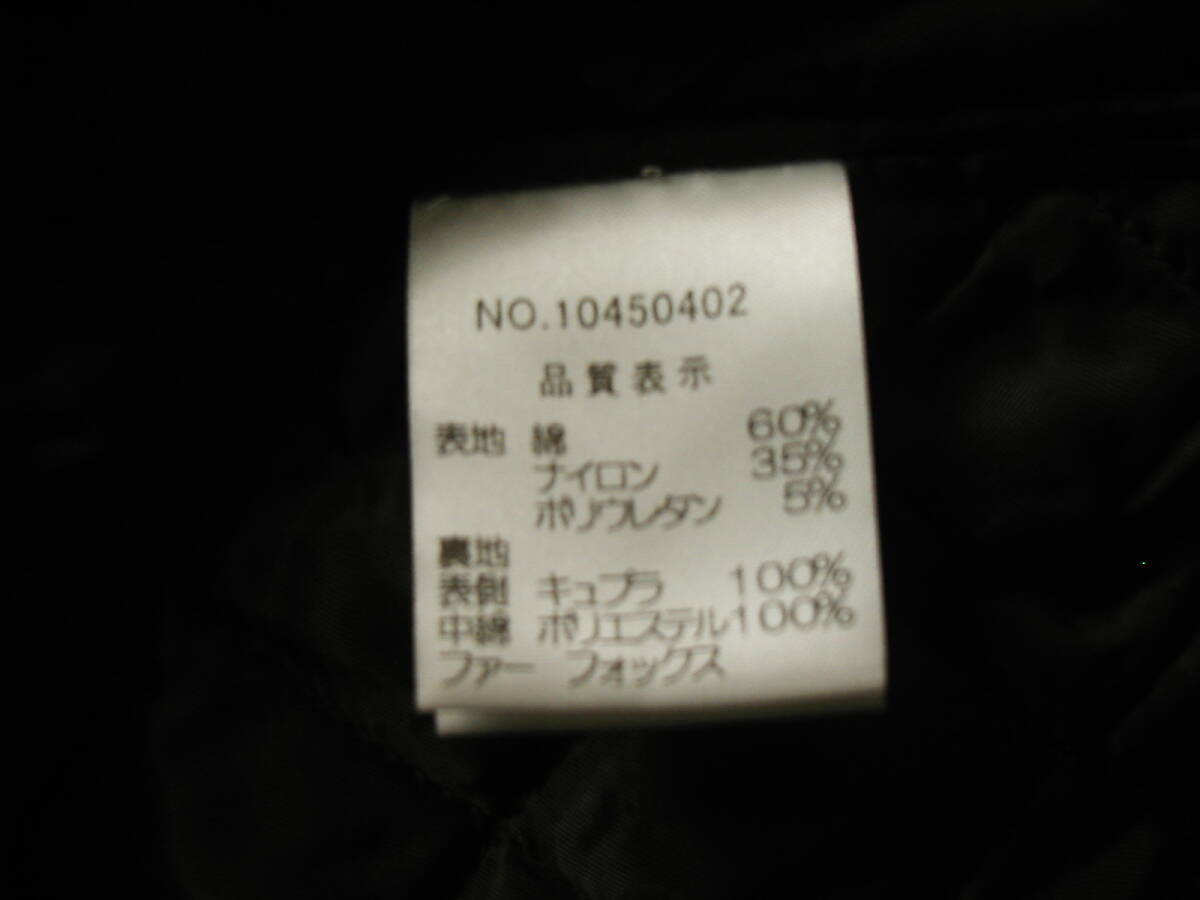 NO.10450402
品質表示
表地 綿 60%
ナイロン 35%
ポリウレタン 5%
裏地
表側 キュプラ 100%
中綿 ポリエステル100%
ファー フォックス